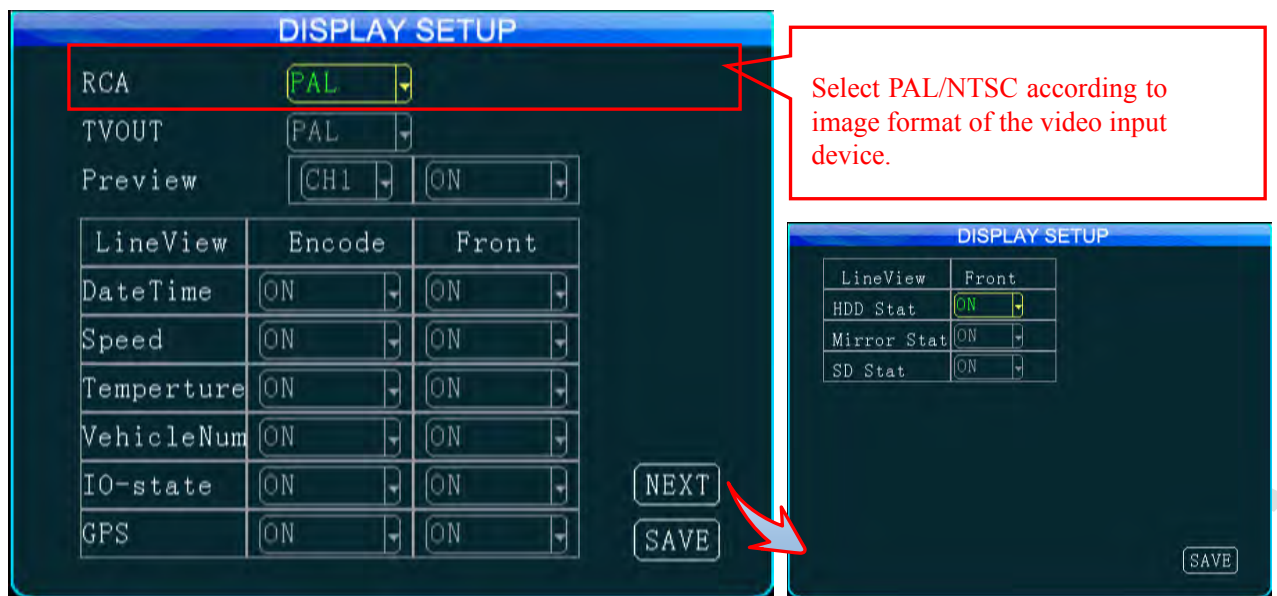 DISPLAY SETUP
RCA PAL
TVOUT PAL
Preview CH1 ON
LineView Encode Front
DateTime ON ON
Speed ON ON
Temperture ON ON
VehicleNum ON ON
IO-state ON ON
GPS ON ON
NEXT
SAVE
Select PAL/NTSC according to
image format of the video input
device.
DISPLAY SETUP
LineView Front
HDD Stat ON
Mirror Stat ON
SD Stat ON
SAVE